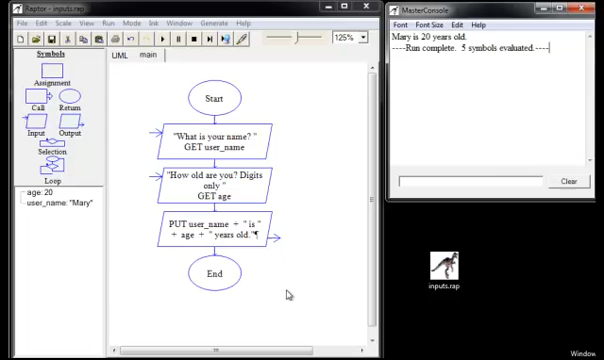 Raptor - inputs.rap
File Edit Scale View Run Mode Ink Window Generate Help
125%
Symbols
Assignment
Call Return
Input Output
Selection
Loop
age: 20
user_name: "Mary"
UML main
Start
"What is your name? "
GET user_name
"How old are you? Digits
only "
GET age
PUT user_name + " is "
+ age + " years old."¶
End
MasterConsole
Font Font Size Edit Help
Mary is 20 years old.
----Run complete. 5 symbols evaluated.----
Clear
inputs.rap